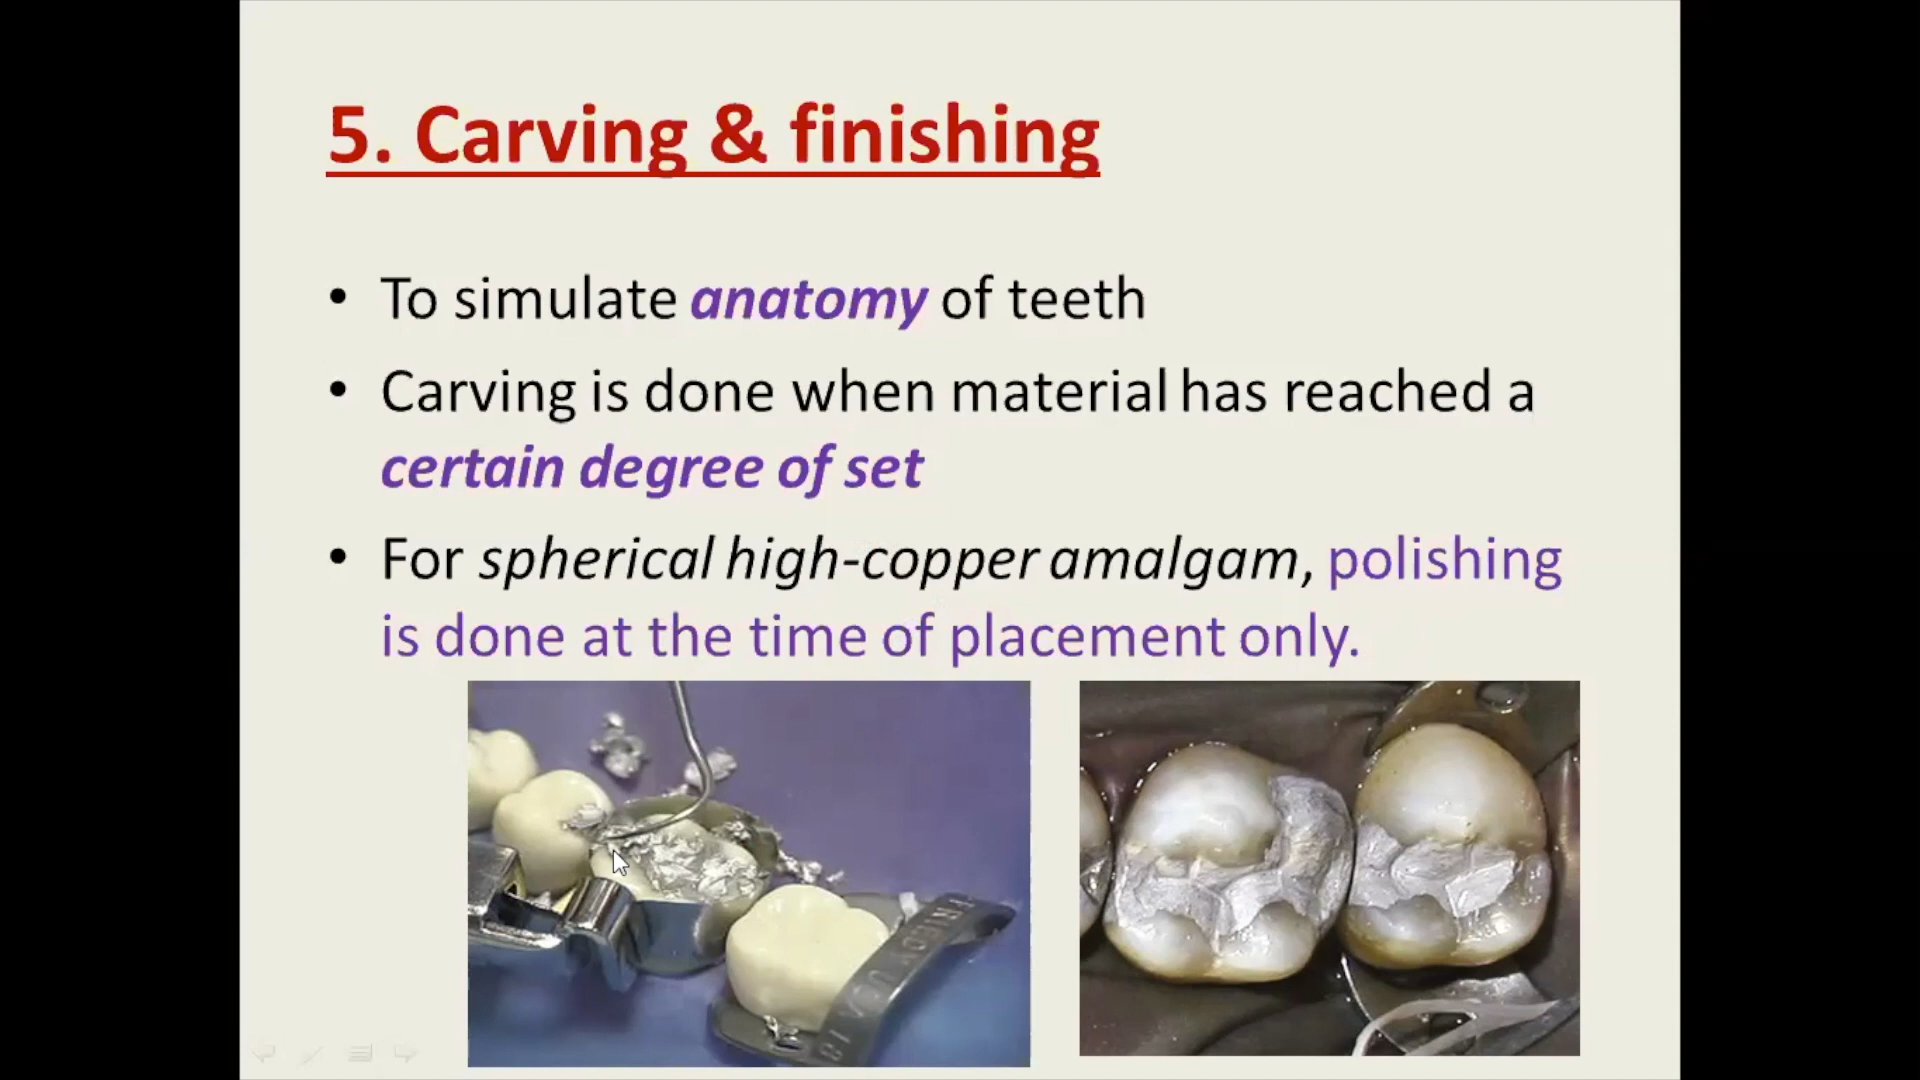 5. Carving & finishing
• To simulate anatomy of teeth
• Carving is done when material has reached a
certain degree of set
• For spherical high-copper amalgam, polishing
is done at the time of placement only.